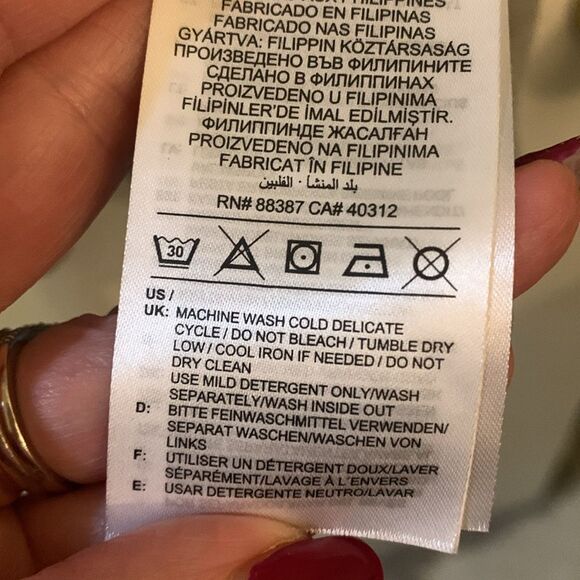 FABRICADO EN FILIPINAS
FABRICADO NAS FILIPINAS
GYÁRTVA: FILIPPIN KÖZTÁRSASÁG
ПРОИЗВЕДЕНО ВЪВ ФИЛИПИНИТЕ
СДЕЛАНО В ФИЛИППИНАХ
PROIZVEDENO U FILIPINIMA
FİLİPİNLER'DE İMAL EDİLMİŞTİR.
ФИЛИППИНДЕ ЖАСАЛҒАН
PROIZVEDENO NA FILIPINIMA
FABRICAT ÎN FILIPINE
بلد المنشأ - الفلبين
RN# 88387 CA# 40312
30
US /
UK: MACHINE WASH COLD DELICATE
CYCLE / DO NOT BLEACH / TUMBLE DRY
LOW / COOL IRON IF NEEDED / DO NOT
DRY CLEAN
USE MILD DETERGENT ONLY/WASH
SEPARATELY/WASH INSIDE OUT
D: BITTE FEINWASCHMITTEL VERWENDEN/
SEPARAT WASCHEN/WASCHEN VON
LINKS
F: UTILISER UN DÉTERGENT DOUX/LAVER
SÉPARÉMENT/LAVAGE À L'ENVERS
E: USAR DETERGENTE NEUTRO/LAVAR